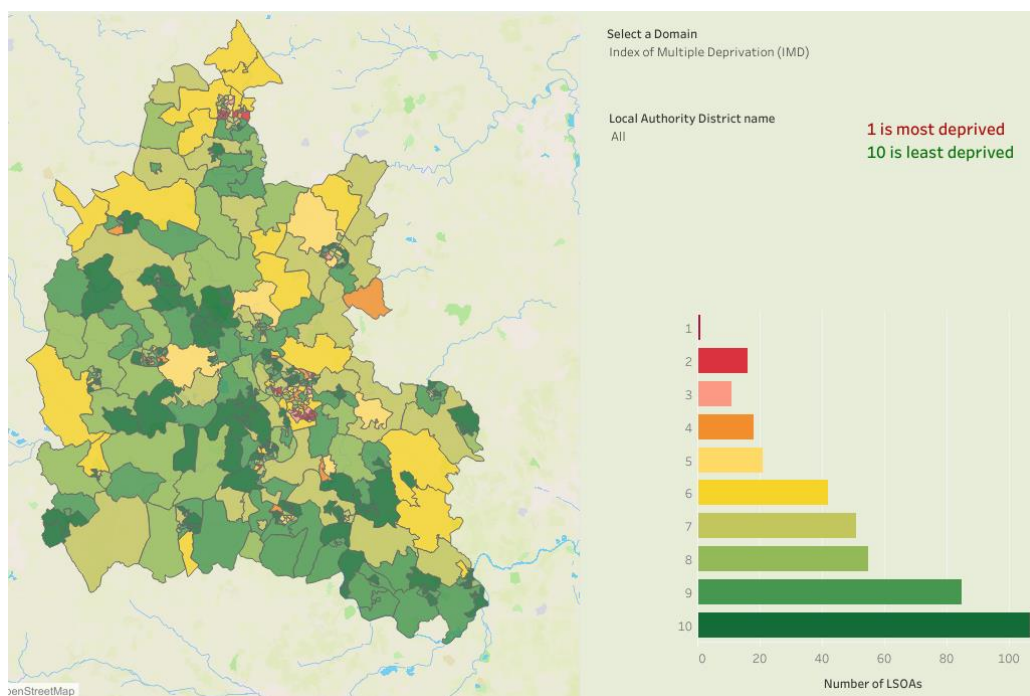 Select a Domain
Index of Multiple Deprivation (IMD)
Local Authority District name
All
1 is most deprived
10 is least deprived
1
2
3
4
5
6
7
8
9
10
0 20 40 60 80 100
Number of LSOAs
penStreetMap